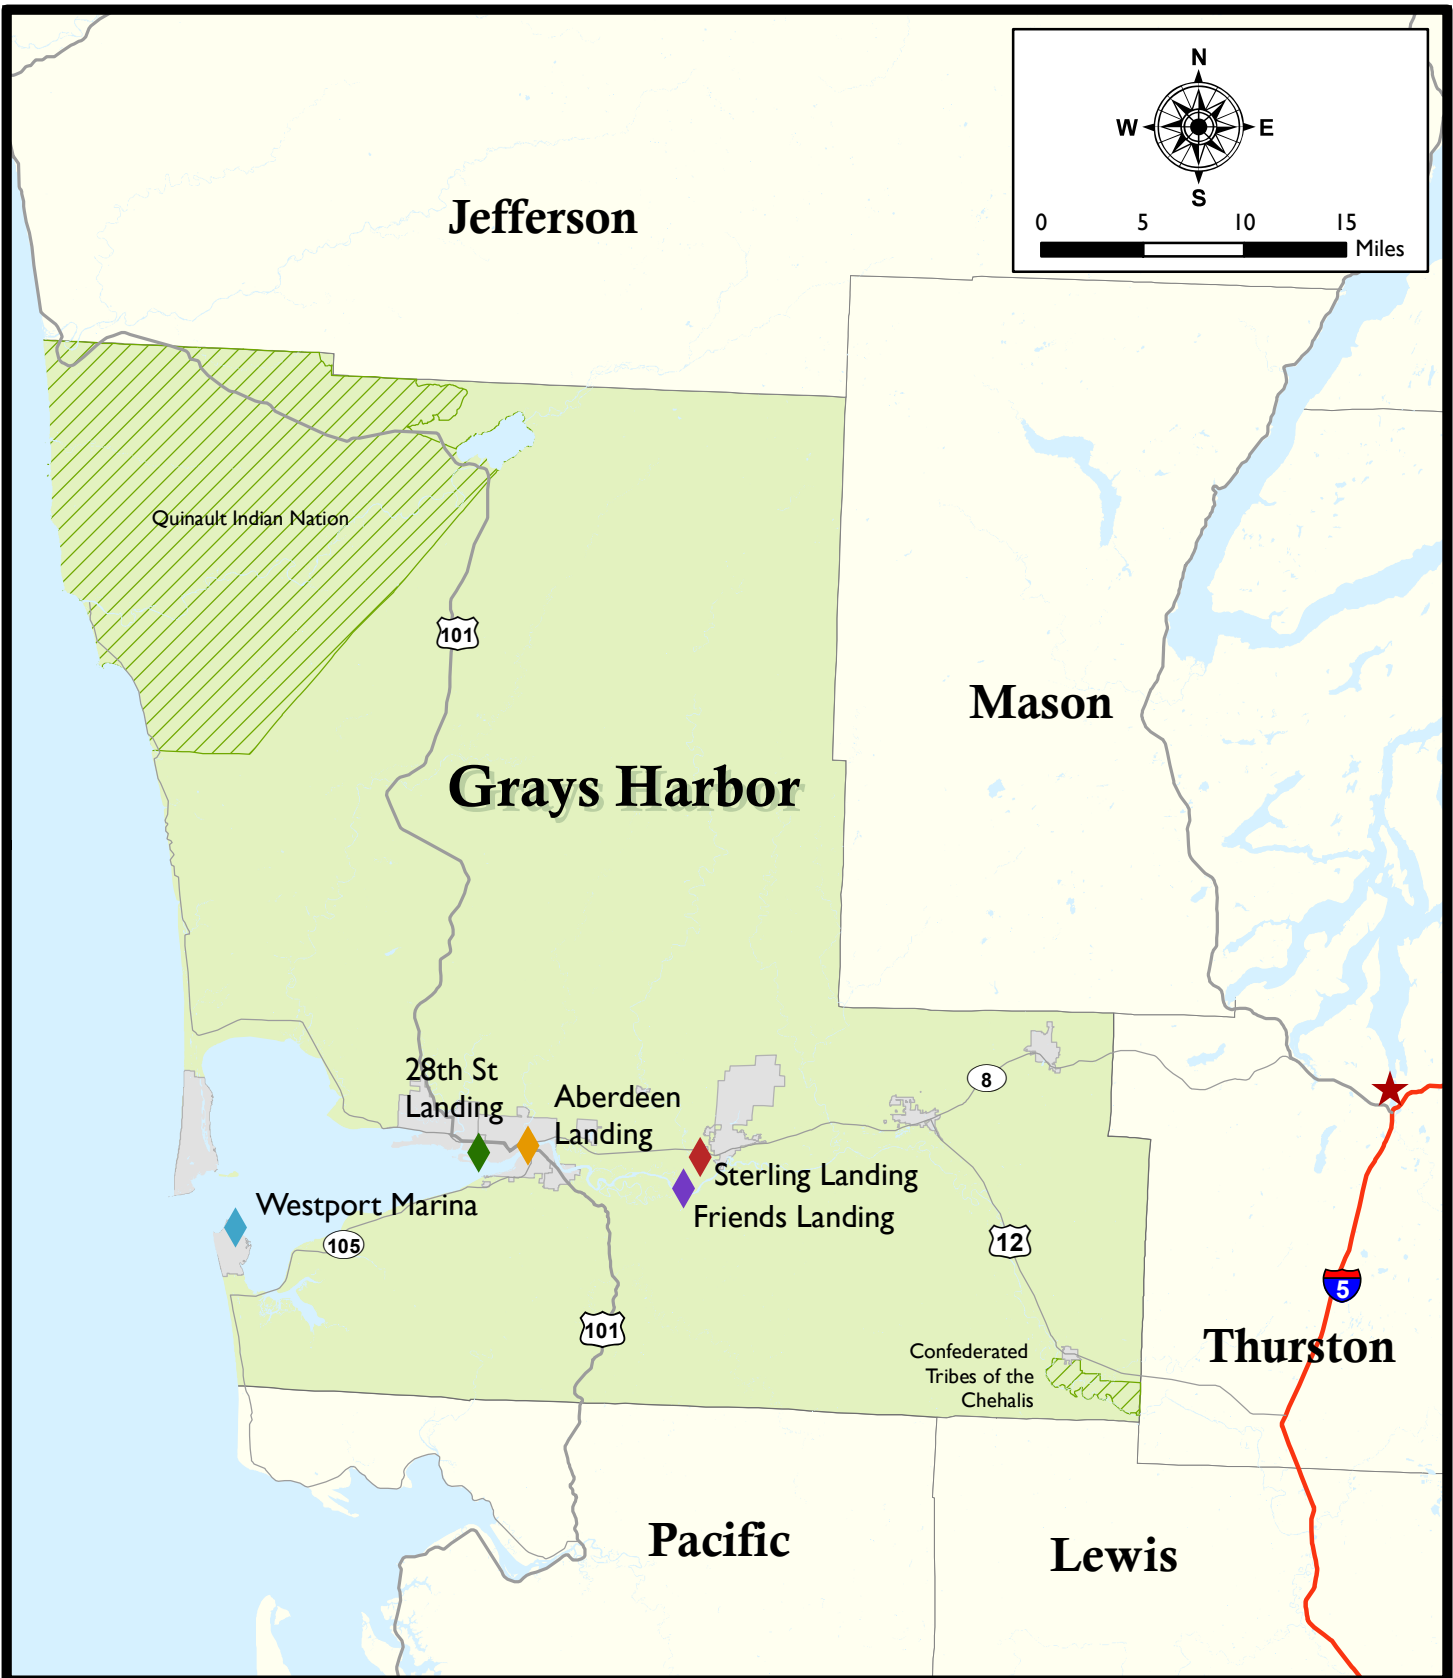 N
W E
S
0 5 10 15
Miles
Jefferson
Quinault Indian Nation
101
Mason
Grays Harbor
28th St
Landing
Aberdeen
Landing
8
Sterling Landing
Friends Landing
Westport Marina
105
12
101
5
Thurston
Confederated
Tribes of the
Chehalis
Pacific
Lewis